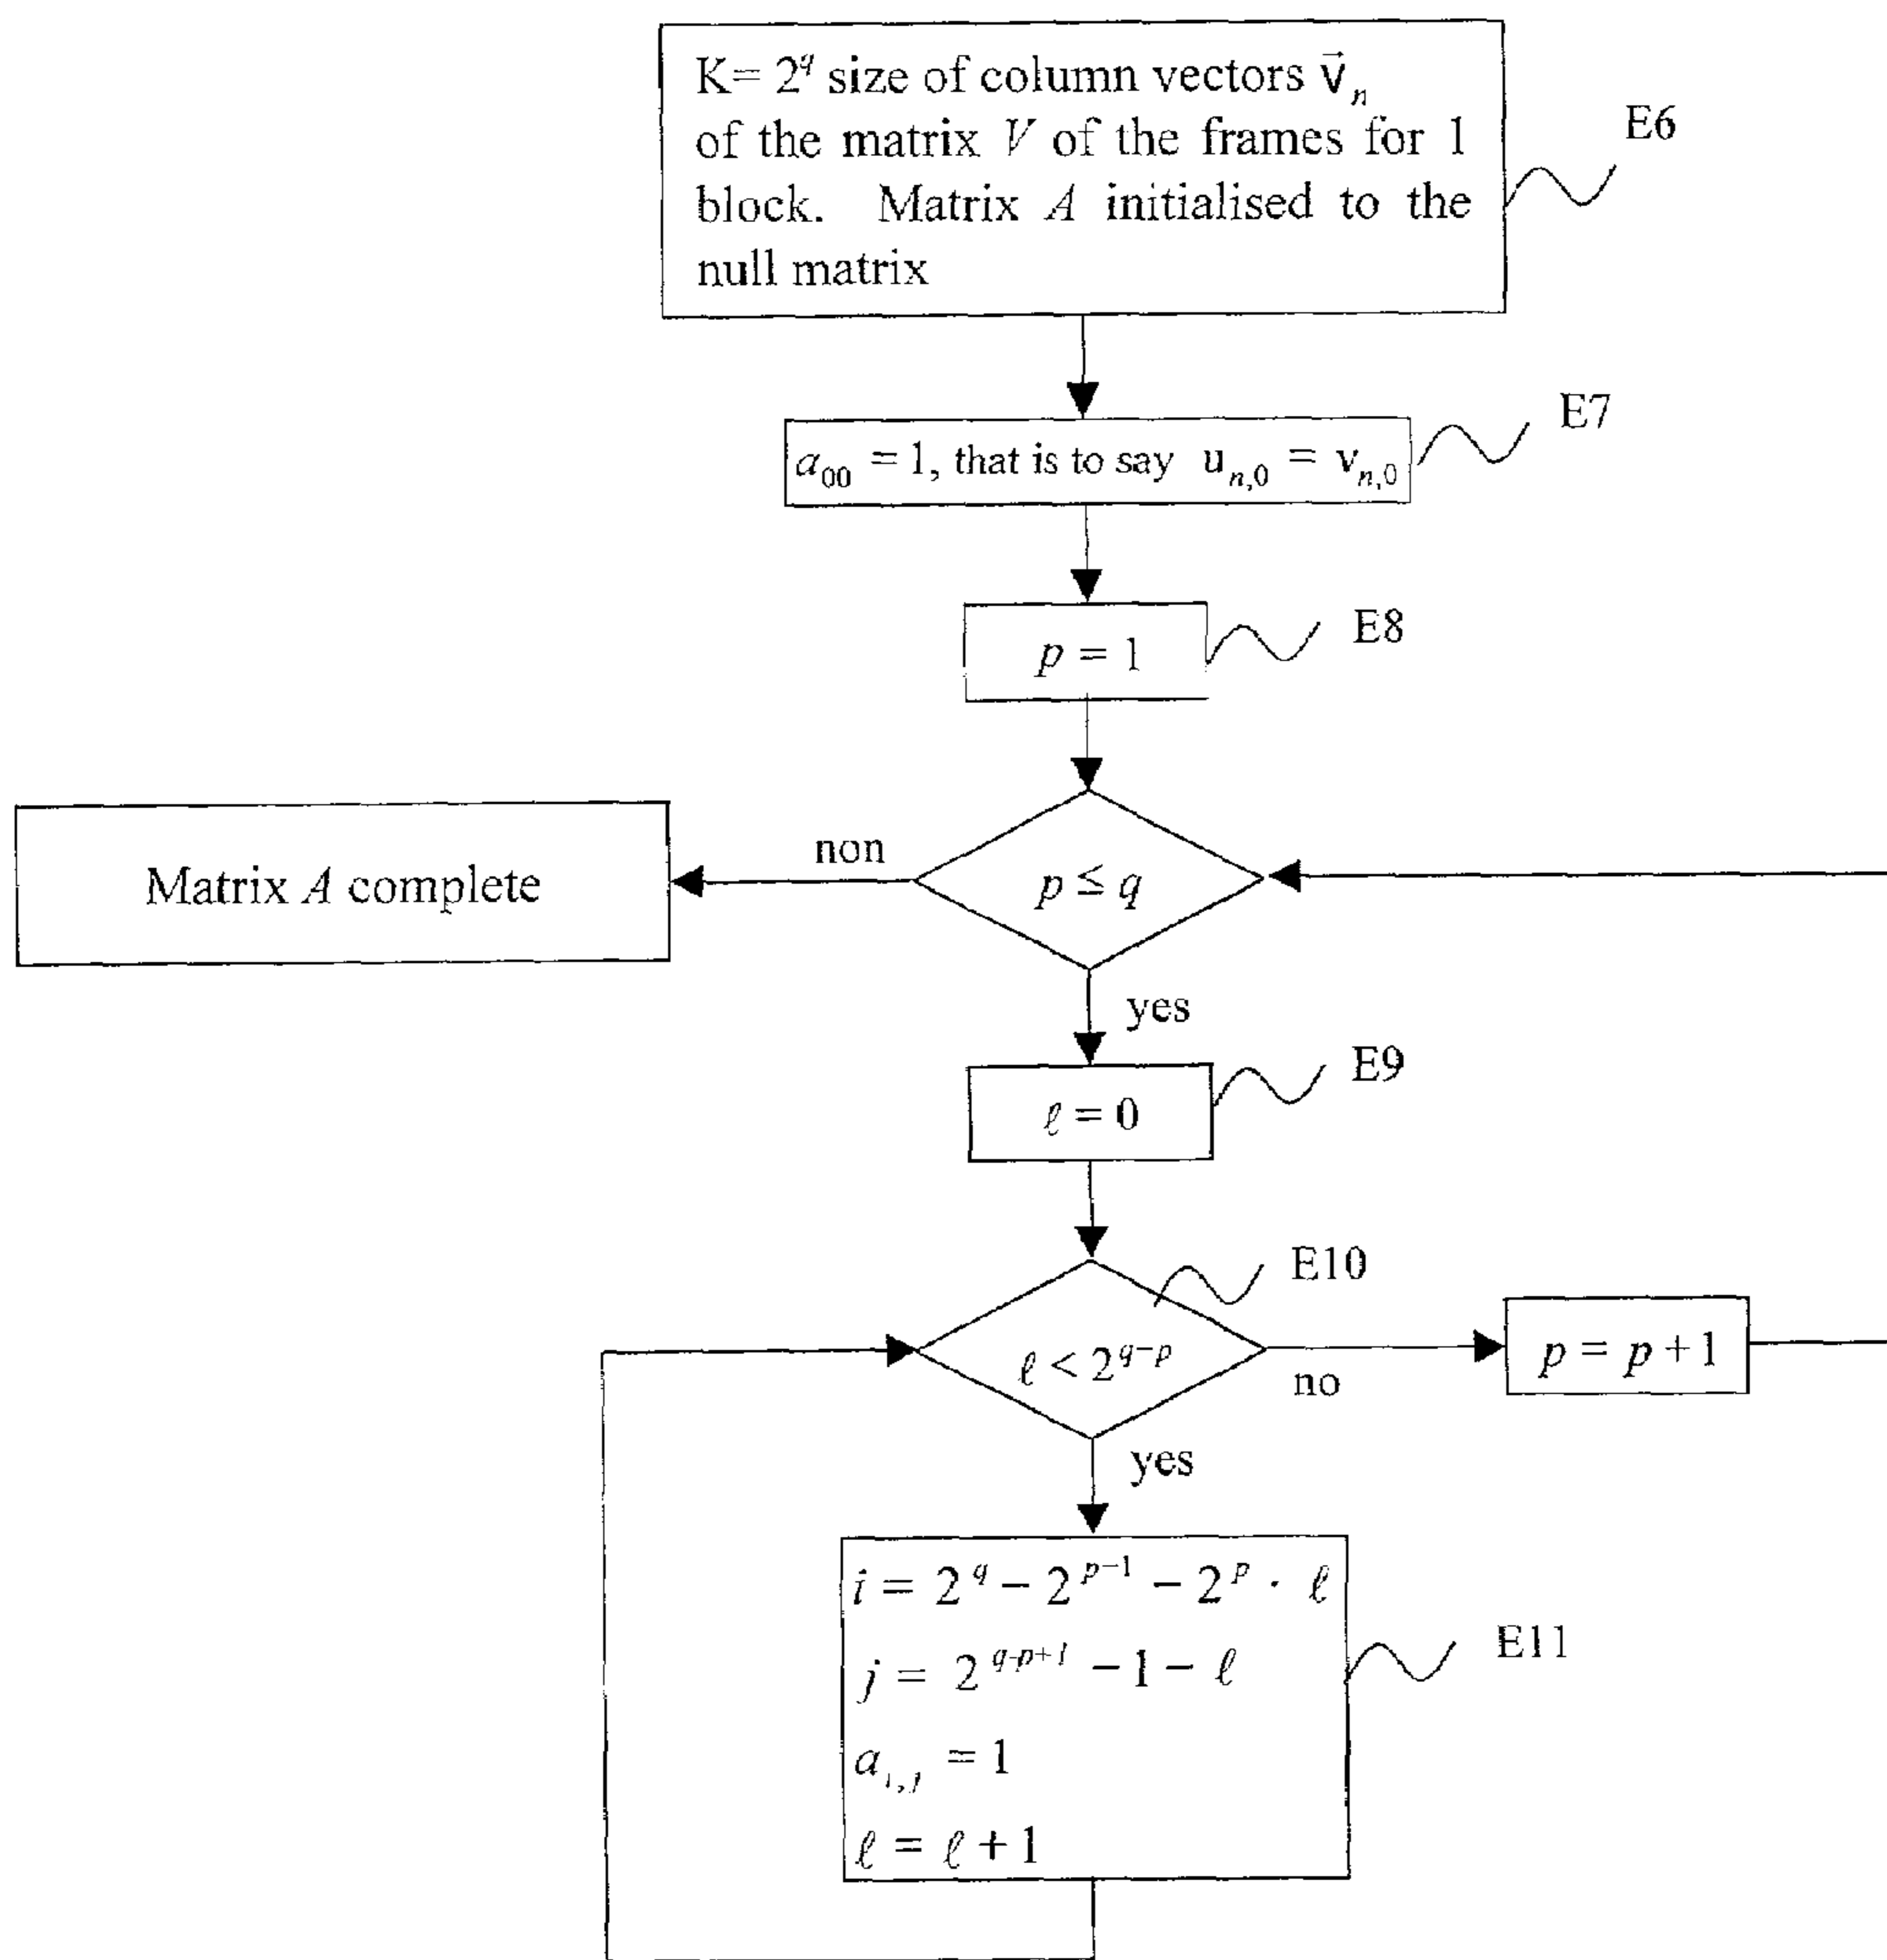 K= 2^q size of column vectors v⃗_n
of the matrix V of the frames for 1
block. Matrix A initialised to the
null matrix
E6
a_00 = 1, that is to say u_n,0 = v_n,0
E7
p = 1
E8
p ≤ q
non
Matrix A complete
yes
ℓ = 0
E9
E10
ℓ < 2^(q−p)
no
p = p + 1
yes
i = 2^q − 2^(p−1) − 2^p · ℓ
j = 2^(q-p+1) − 1 − ℓ
a_i,j = 1
ℓ = ℓ + 1
E11